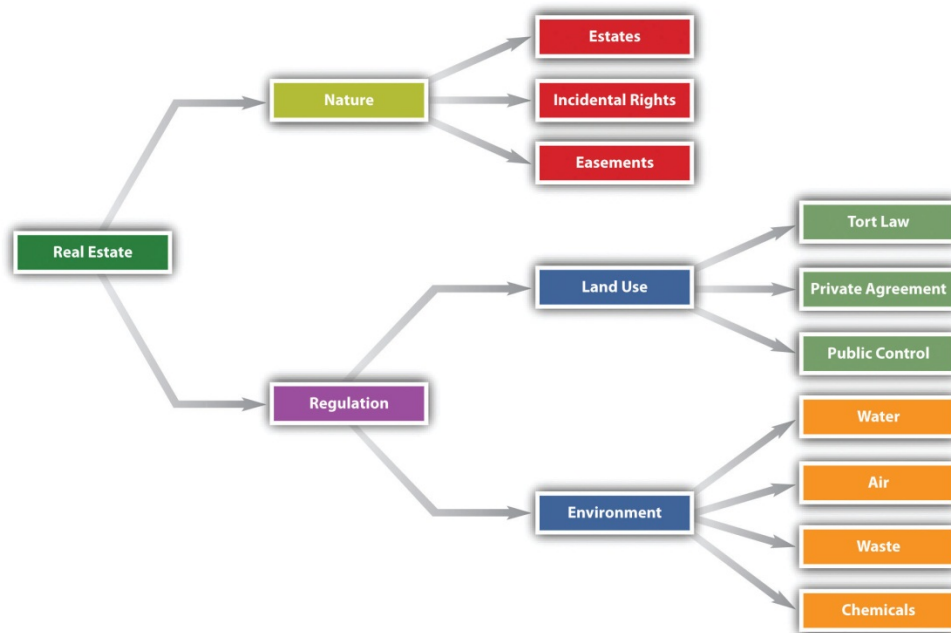 Estates
Nature
Incidental Rights
Easements
Real Estate
Tort Law
Land Use
Private Agreement
Public Control
Regulation
Water
Air
Environment
Waste
Chemicals